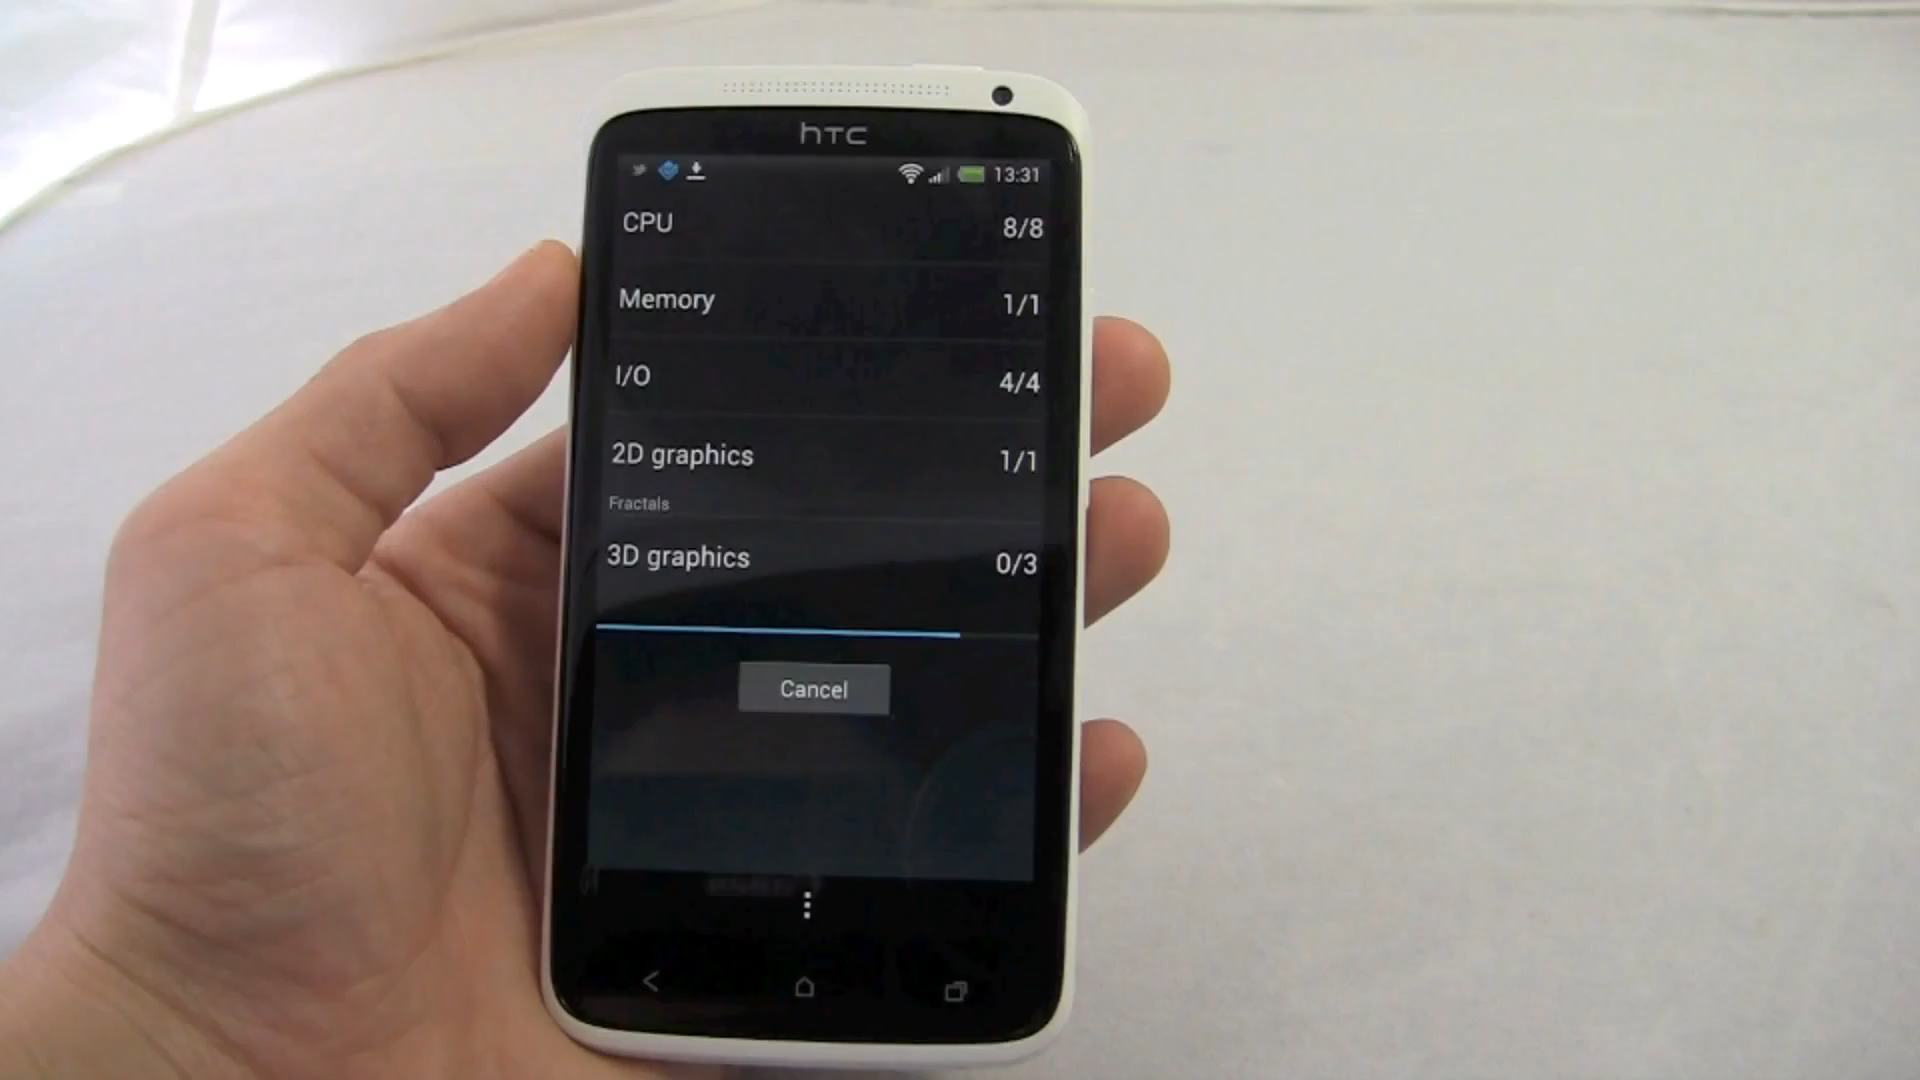 hTC
13:31
CPU 8/8
Memory 1/1
I/O 4/4
2D graphics 1/1
Fractals
3D graphics 0/3
Cancel